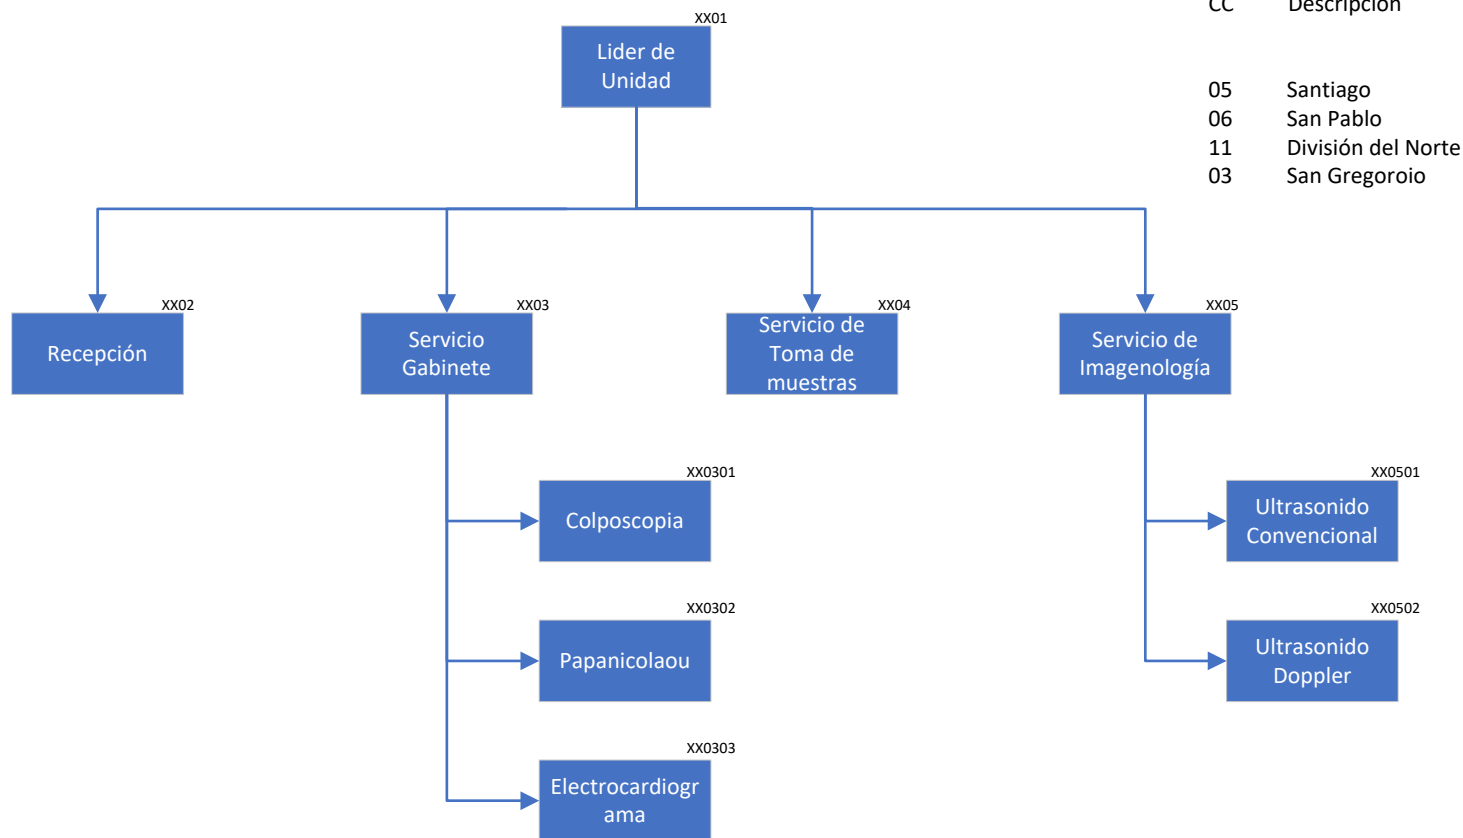 CC Descripción
XX01
Lider de
Unidad
05 Santiago
06 San Pablo
11 División del Norte
03 San Gregoroio
XX02
Recepción
XX03
Servicio
Gabinete
XX04
Servicio de
Toma de
muestras
XX05
Servicio de
Imagenología
XX0301
Colposcopia
XX0302
Papanicolaou
XX0303
Electrocardiogr
ama
XX0501
Ultrasonido
Convencional
XX0502
Ultrasonido
Doppler